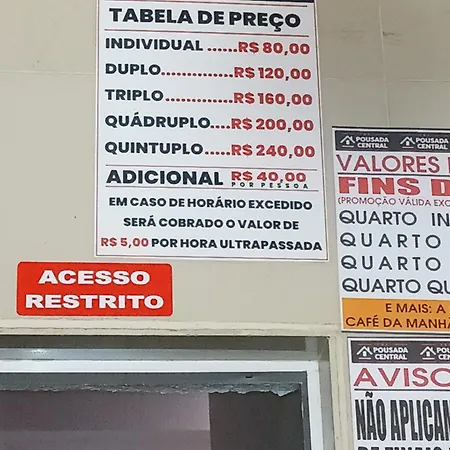 TABELA DE PREÇO
INDIVIDUAL ......R$ 80,00
DUPLO..............R$ 120,00
TRIPLO.............R$ 160,00
QUÁDRUPLO....R$ 200,00
QUINTUPLO....R$ 240,00
ADICIONAL R$ 40,00
POR PESSOA
EM CASO DE HORÁRIO EXCEDIDO
SERÁ COBRADO O VALOR DE
R$ 5,00 POR HORA ULTRAPASSADA
ACESSO
RESTRITO
POUSADA
CENTRAL
POUSADA
CENTRAL
VALORES
FINS D
(PROMOÇÃO VÁLIDA EXC
QUARTO IN
QUARTO
QUARTO
QUARTO QU
E MAIS: A
CAFÉ DA MANHÃ
POUSADA
CENTRAL
POUSADA
CENTRAL
AVISO
NÃO APLICAM